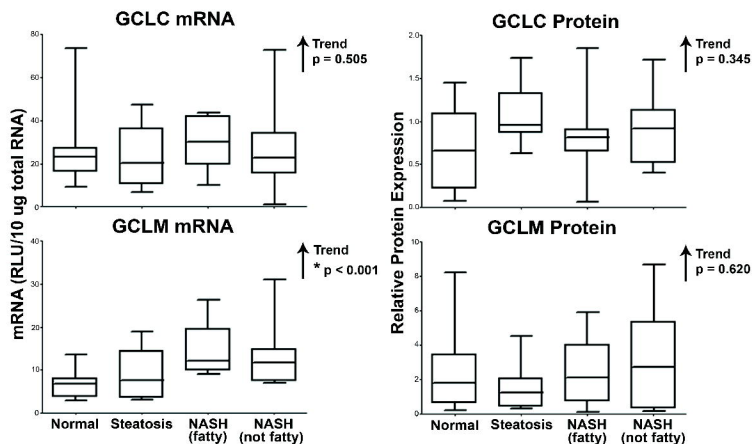 GCLC mRNA
80
60
40
20
0
Trend
p = 0.505
GCLC Protein
2.0
1.5
1.0
0.5
0.0
Trend
p = 0.345
mRNA (RLU/10 ug total RNA)
Relative Protein Expression
GCLM mRNA
40
30
20
10
0
Trend
* p < 0.001
Normal
Steatosis
NASH
(fatty)
NASH
(not fatty)
GCLM Protein
10
8
6
4
2
0
Trend
p = 0.620
Normal
Steatosis
NASH
(fatty)
NASH
(not fatty)